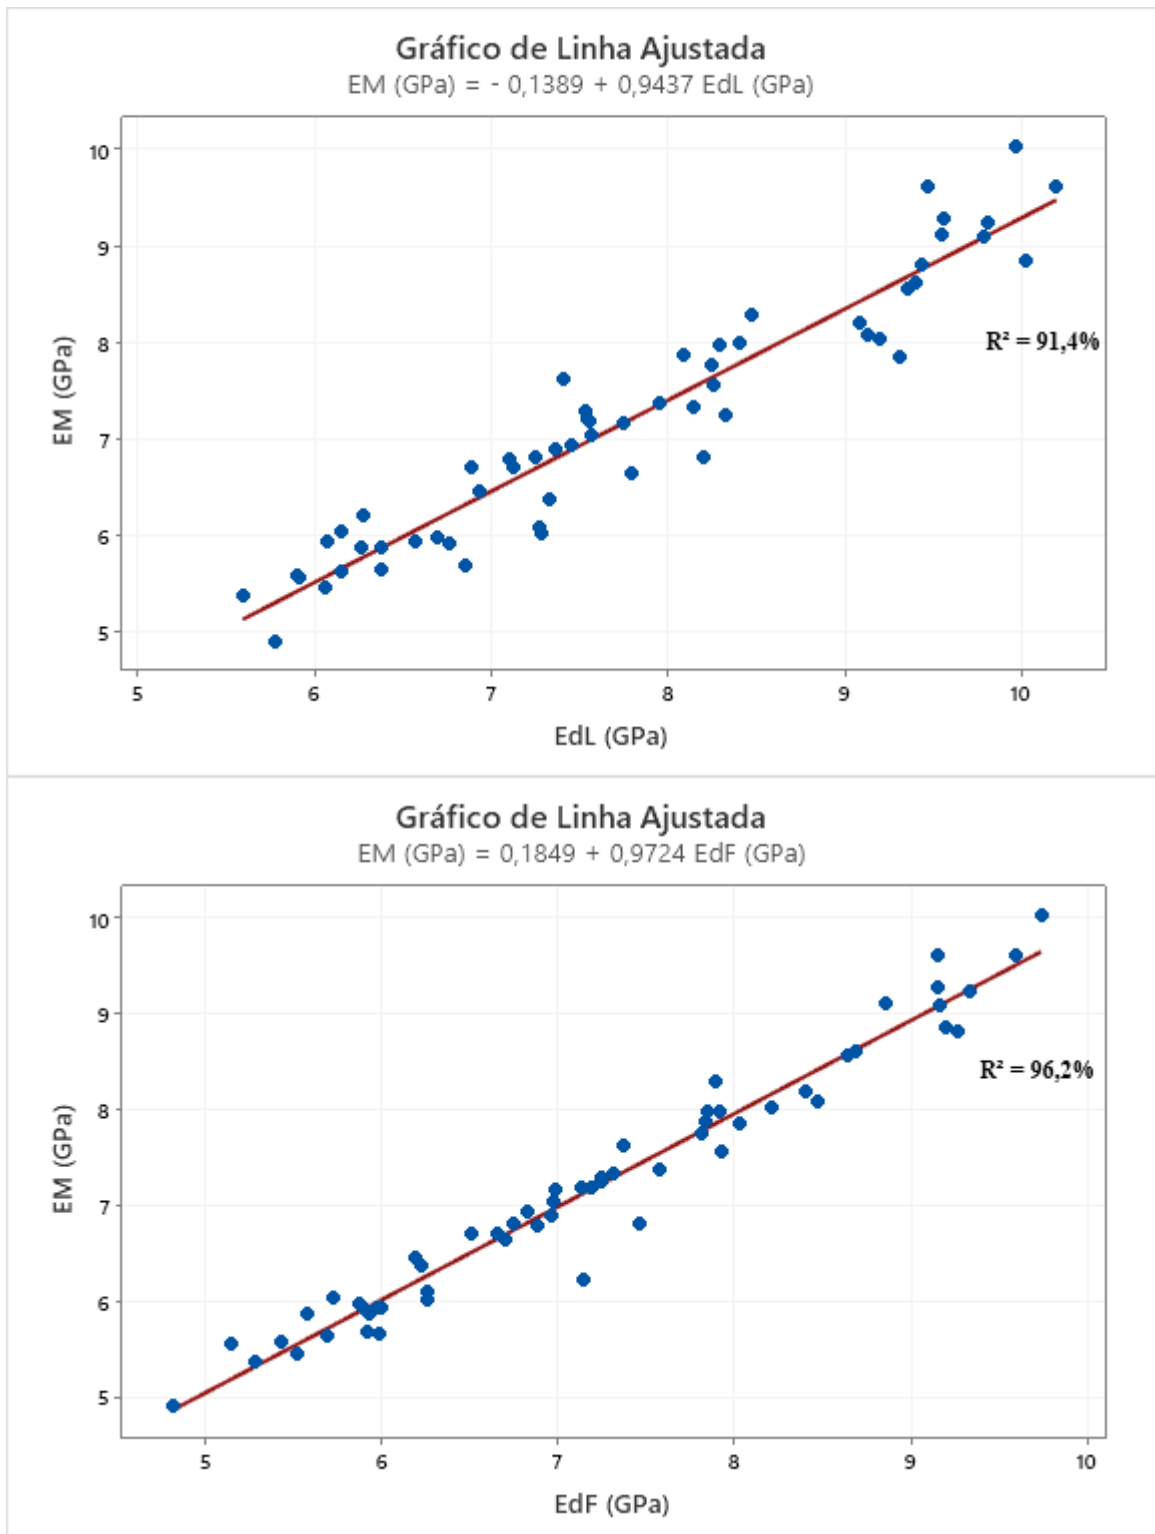 Gráfico de Linha Ajustada
EM (GPa) = - 0,1389 + 0,9437 EdL (GPa)
10
9
8
7
6
5
EM (GPa)
R² = 91,4%
5 6 7 8 9 10
EdL (GPa)
Gráfico de Linha Ajustada
EM (GPa) = 0,1849 + 0,9724 EdF (GPa)
10
9
8
7
6
5
EM (GPa)
R² = 96,2%
5 6 7 8 9 10
EdF (GPa)